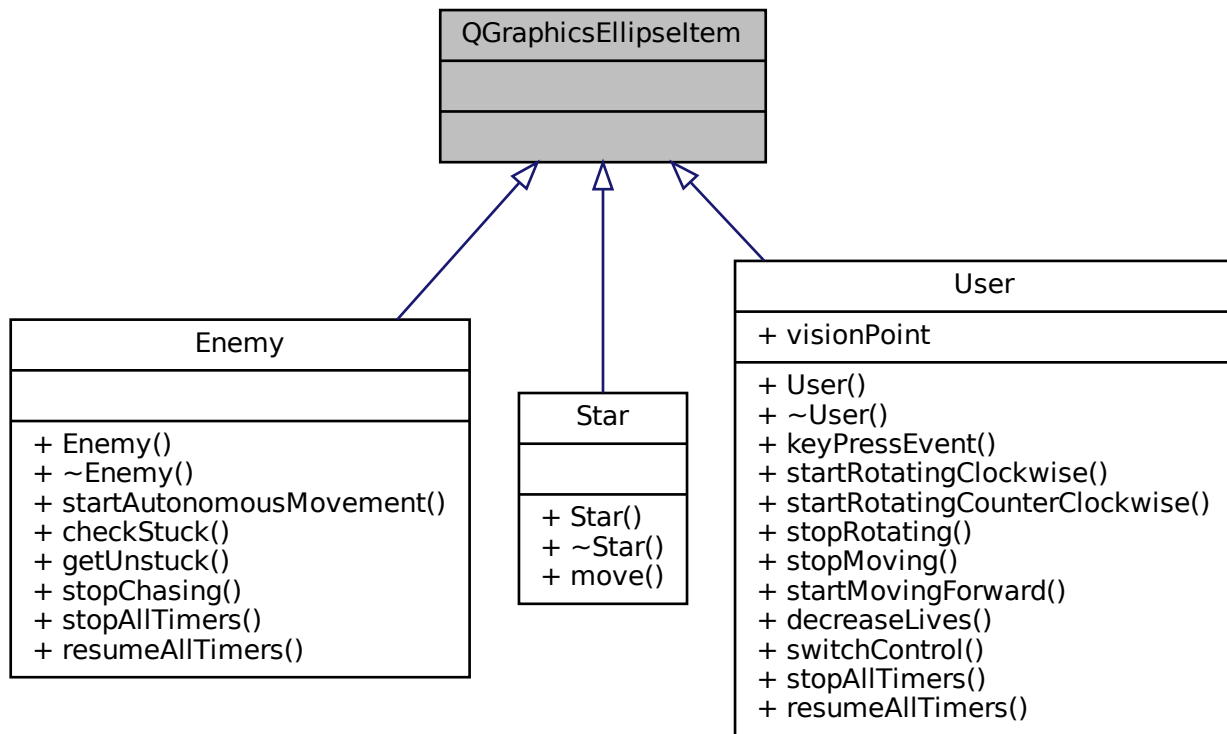 QGraphicsEllipseItem
Enemy
+ Enemy()
+ ~Enemy()
+ startAutonomousMovement()
+ checkStuck()
+ getUnstuck()
+ stopChasing()
+ stopAllTimers()
+ resumeAllTimers()
Star
+ Star()
+ ~Star()
+ move()
User
+ visionPoint
+ User()
+ ~User()
+ keyPressEvent()
+ startRotatingClockwise()
+ startRotatingCounterClockwise()
+ stopRotating()
+ stopMoving()
+ startMovingForward()
+ decreaseLives()
+ switchControl()
+ stopAllTimers()
+ resumeAllTimers()